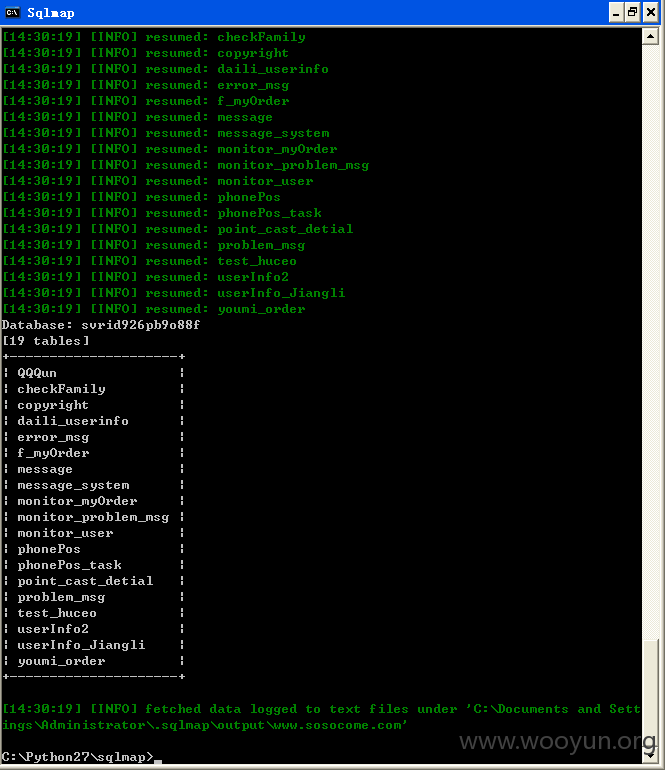 Sqlmap
[14:30:19] [INFO] resumed: checkFamily
[14:30:19] [INFO] resumed: copyright
[14:30:19] [INFO] resumed: daili_userinfo
[14:30:19] [INFO] resumed: error_msg
[14:30:19] [INFO] resumed: f_myOrder
[14:30:19] [INFO] resumed: message
[14:30:19] [INFO] resumed: message_system
[14:30:19] [INFO] resumed: monitor_myOrder
[14:30:19] [INFO] resumed: monitor_problem_msg
[14:30:19] [INFO] resumed: monitor_user
[14:30:19] [INFO] resumed: phonePos
[14:30:19] [INFO] resumed: phonePos_task
[14:30:19] [INFO] resumed: point_cast_detial
[14:30:19] [INFO] resumed: problem_msg
[14:30:19] [INFO] resumed: test_huceo
[14:30:19] [INFO] resumed: userInfo2
[14:30:19] [INFO] resumed: userInfo_Jiangli
[14:30:19] [INFO] resumed: youmi_order
Database: svrid926pb9o88f
[19 tables]
+---------------------+
| QQQun               |
| checkFamily         |
| copyright           |
| daili_userinfo      |
| error_msg           |
| f_myOrder           |
| message             |
| message_system      |
| monitor_myOrder     |
| monitor_problem_msg |
| monitor_user        |
| phonePos            |
| phonePos_task       |
| point_cast_detial   |
| problem_msg         |
| test_huceo          |
| userInfo2           |
| userInfo_Jiangli    |
| youmi_order         |
+---------------------+
[14:30:19] [INFO] fetched data logged to text files under 'C:\Documents and Sett
ings\Administrator\.sqlmap\output\www.sosocome.com'
C:\Python27\sqlmap>_
www.wooyun.org